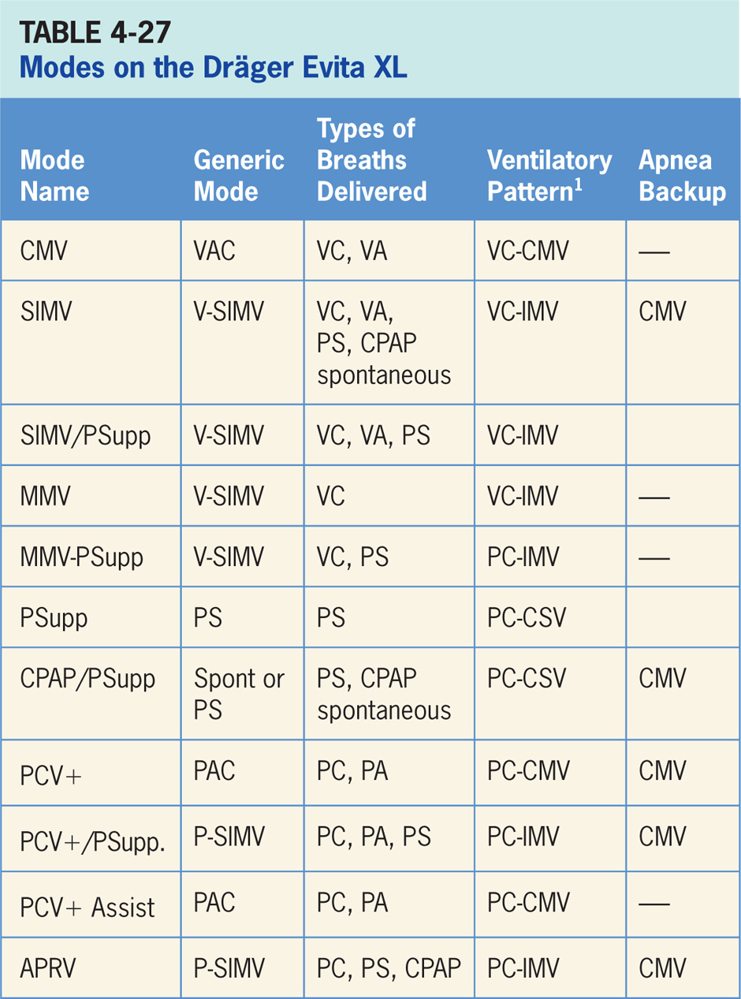 TABLE 4-27
Modes on the Dräger Evita XL
Mode Name Generic Mode Types of Breaths Delivered Ventilatory Pattern1 Apnea Backup
CMV VAC VC, VA VC-CMV —
SIMV V-SIMV VC, VA, PS, CPAP spontaneous VC-IMV CMV
SIMV/PSupp V-SIMV VC, VA, PS VC-IMV
MMV V-SIMV VC VC-IMV —
MMV-PSupp V-SIMV VC, PS PC-IMV —
PSupp PS PS PC-CSV
CPAP/PSupp Spont or PS PS, CPAP spontaneous PC-CSV CMV
PCV+ PAC PC, PA PC-CMV CMV
PCV+/PSupp. P-SIMV PC, PA, PS PC-IMV CMV
PCV+ Assist PAC PC, PA PC-CMV —
APRV P-SIMV PC, PS, CPAP PC-IMV CMV